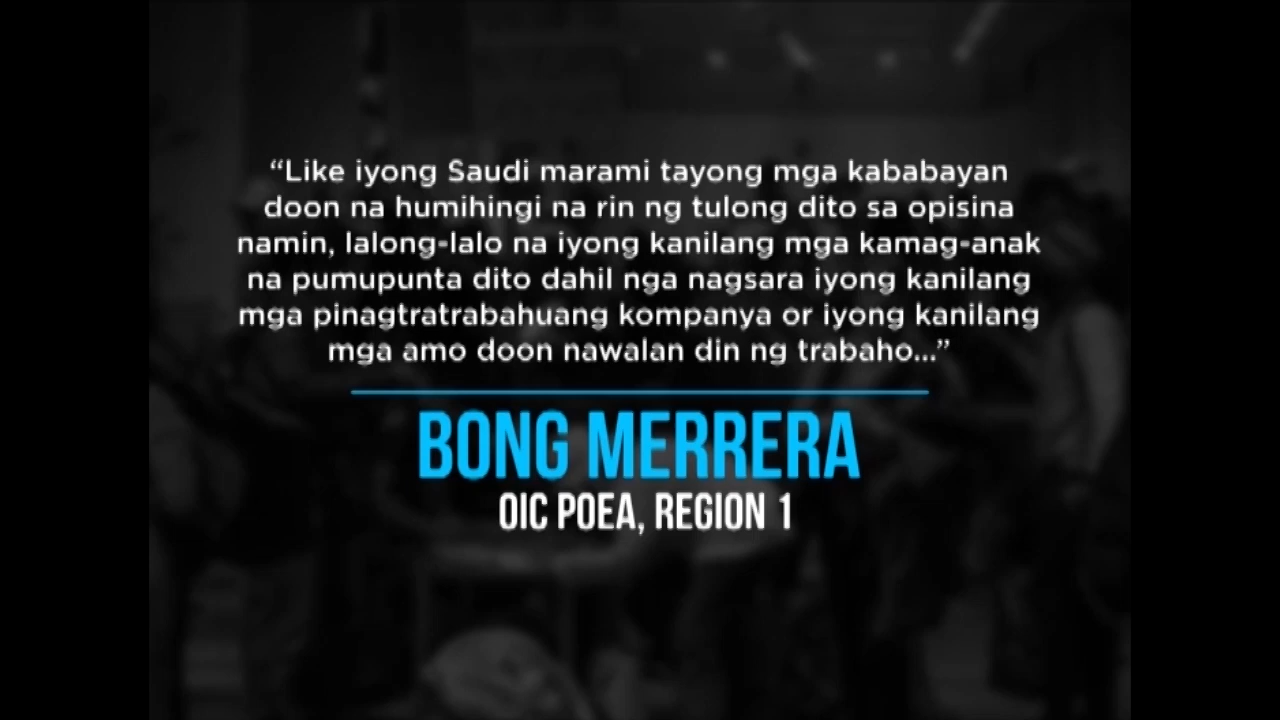 “Like iyong Saudi marami tayong mga kababayan
doon na humihingi na rin ng tulong dito sa opisina
namin, lalong-lalo na iyong kanilang mga kamag-anak
na pumupunta dito dahil nga nagsara iyong kanilang
mga pinagtratrabahuang kompanya or iyong kanilang
mga amo doon nawalan din ng trabaho...”
BONG MERRERA
OIC POEA, REGION 1